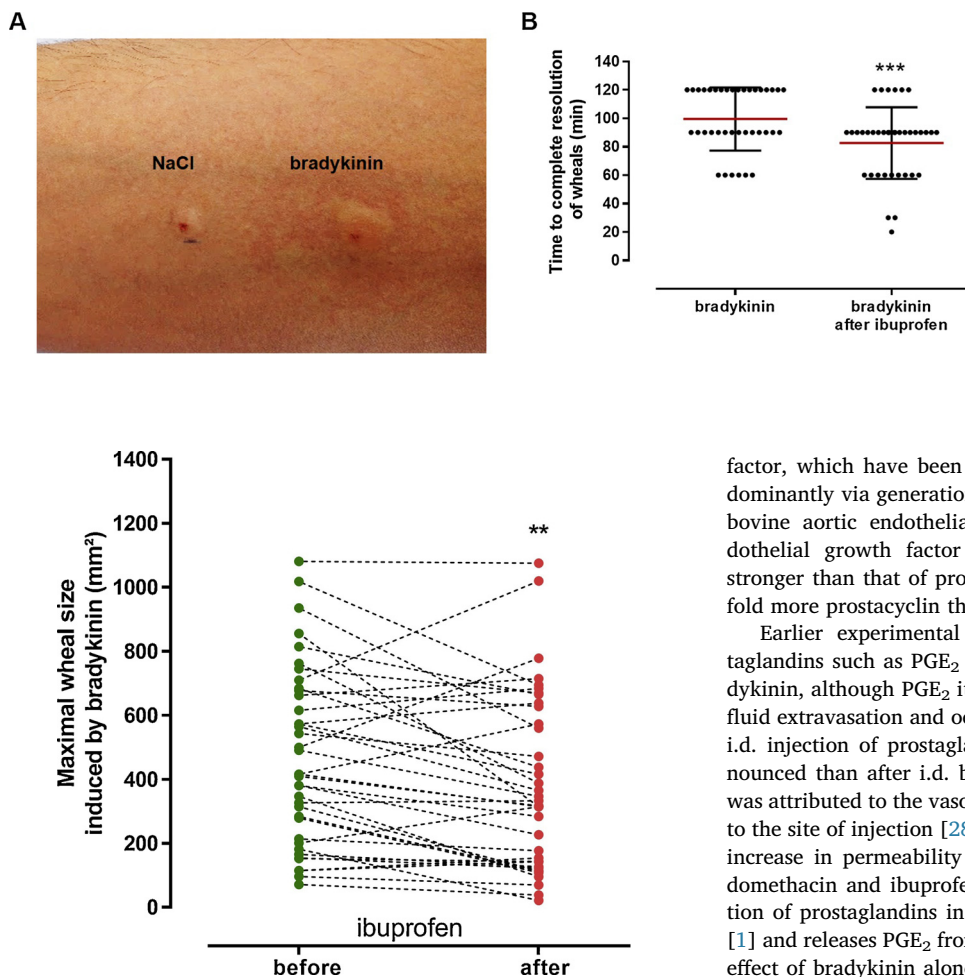 A
NaCl
bradykinin
B
Time to complete resolution
of wheals (min)
140
120
100
80
60
40
20
0
***
bradykinin
bradykinin
after ibuprofen
Maximal wheal size
induced by bradykinin (mm²)
1400
1200
1000
800
600
400
200
0
**
ibuprofen
before
after
factor, which have been
dominantly via generatio
bovine aortic endothelia
dothelial growth factor
stronger than that of pro
fold more prostacyclin th
Earlier experimental
taglandins such as PGE₂
dykinin, although PGE₂ it
fluid extravasation and oe
i.d. injection of prostagla
nounced than after i.d. b
was attributed to the vaso
to the site of injection [28
increase in permeability
domethacin and ibuprofe
tion of prostaglandins in
[1] and releases PGE₂ from
effect of bradykinin alon